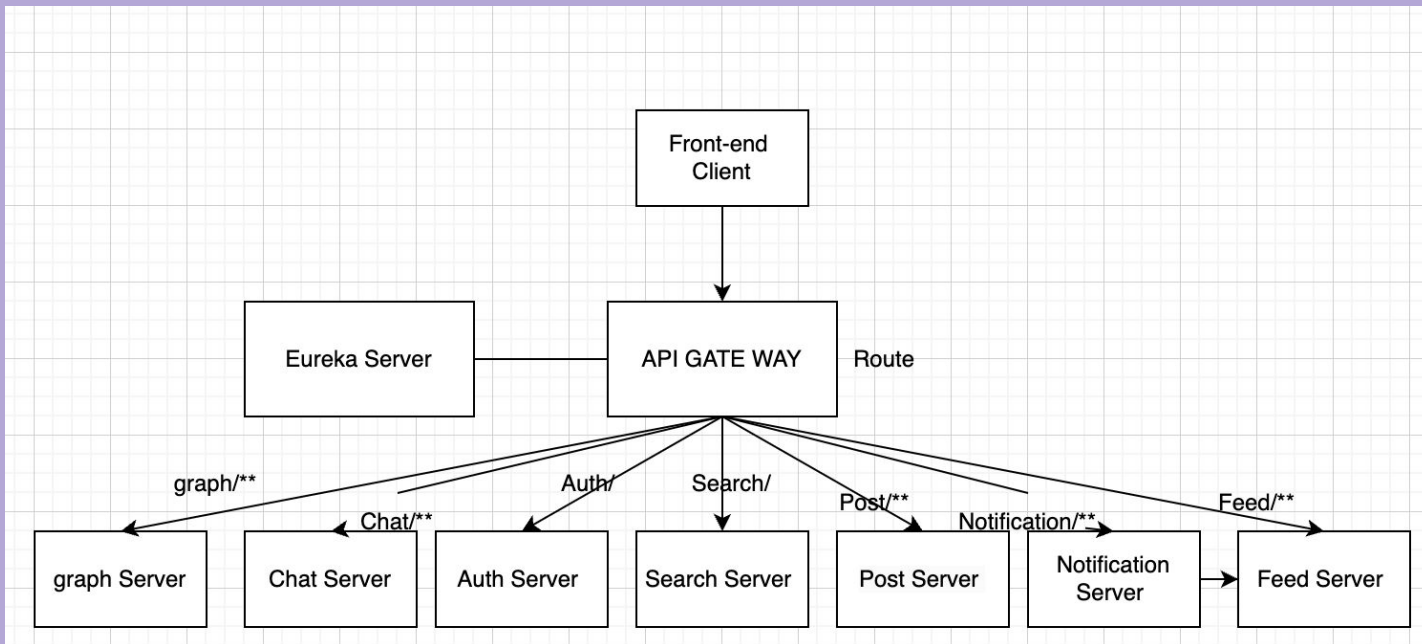 Front-end
Client
Eureka Server
API GATE WAY
Route
graph/**
Auth/
Search/
Post/**
Feed/**
Chat/**
Notification/**
graph Server
Chat Server
Auth Server
Search Server
Post Server
Notification
Server
Feed Server